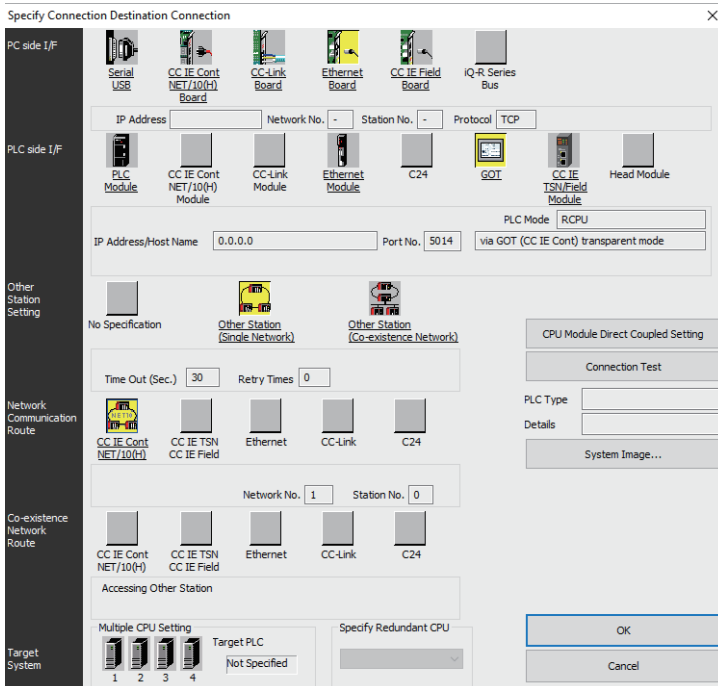 Specify Connection Destination Connection
PC side I/F
Serial
USB
CC IE Cont
NET/10(H)
Board
CC-Link
Board
Ethernet
Board
CC IE Field
Board
iQ-R Series
Bus
IP Address
Network No. -
Station No. -
Protocol TCP
PLC side I/F
PLC
Module
CC IE Cont
NET/10(H)
Module
CC-Link
Module
Ethernet
Module
C24
GOT
CC IE
TSN/Field
Module
Head Module
PLC Mode RCPU
IP Address/Host Name 0.0.0.0
Port No. 5014
via GOT (CC IE Cont) transparent mode
Other
Station
Setting
No Specification
Other Station
(Single Network)
Other Station
(Co-existence Network)
Time Out (Sec.) 30
Retry Times 0
CPU Module Direct Coupled Setting
Connection Test
PLC Type
Details
System Image...
Network
Communication
Route
NET10
CC IE Cont
NET/10(H)
CC IE TSN
CC IE Field
Ethernet
CC-Link
C24
Network No. 1
Station No. 0
Co-existence
Network
Route
CC IE Cont
NET/10(H)
CC IE TSN
CC IE Field
Ethernet
CC-Link
C24
Accessing Other Station
Target
System
Multiple CPU Setting
1 2 3 4
Target PLC
Not Specified
Specify Redundant CPU
OK
Cancel